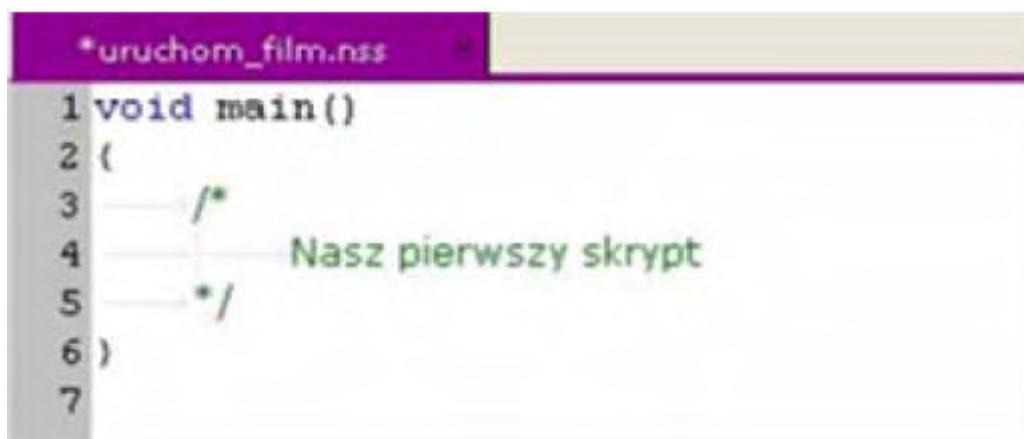 *uruchom_film.nss
1 void main()
2 {
3 /*
4 Nasz pierwszy skrypt
5 */
6 }
7